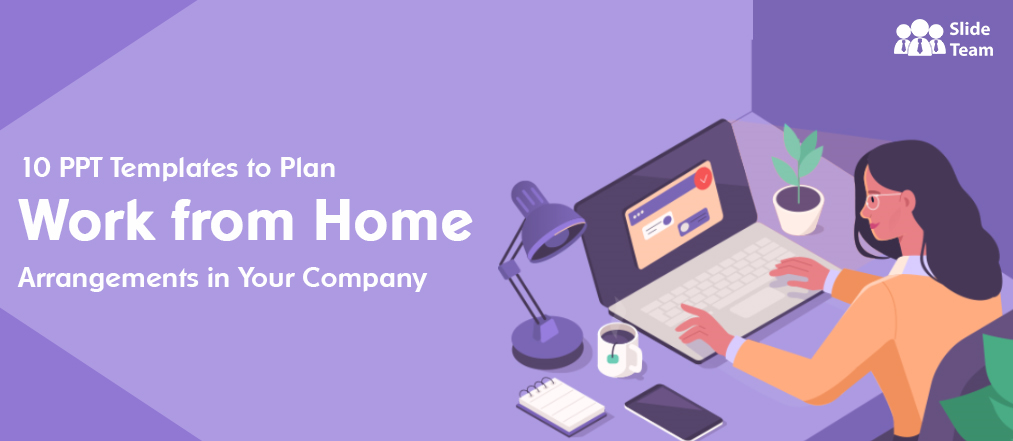 Slide
Team
10 PPT Templates to Plan
Work from Home
Arrangements in Your Company